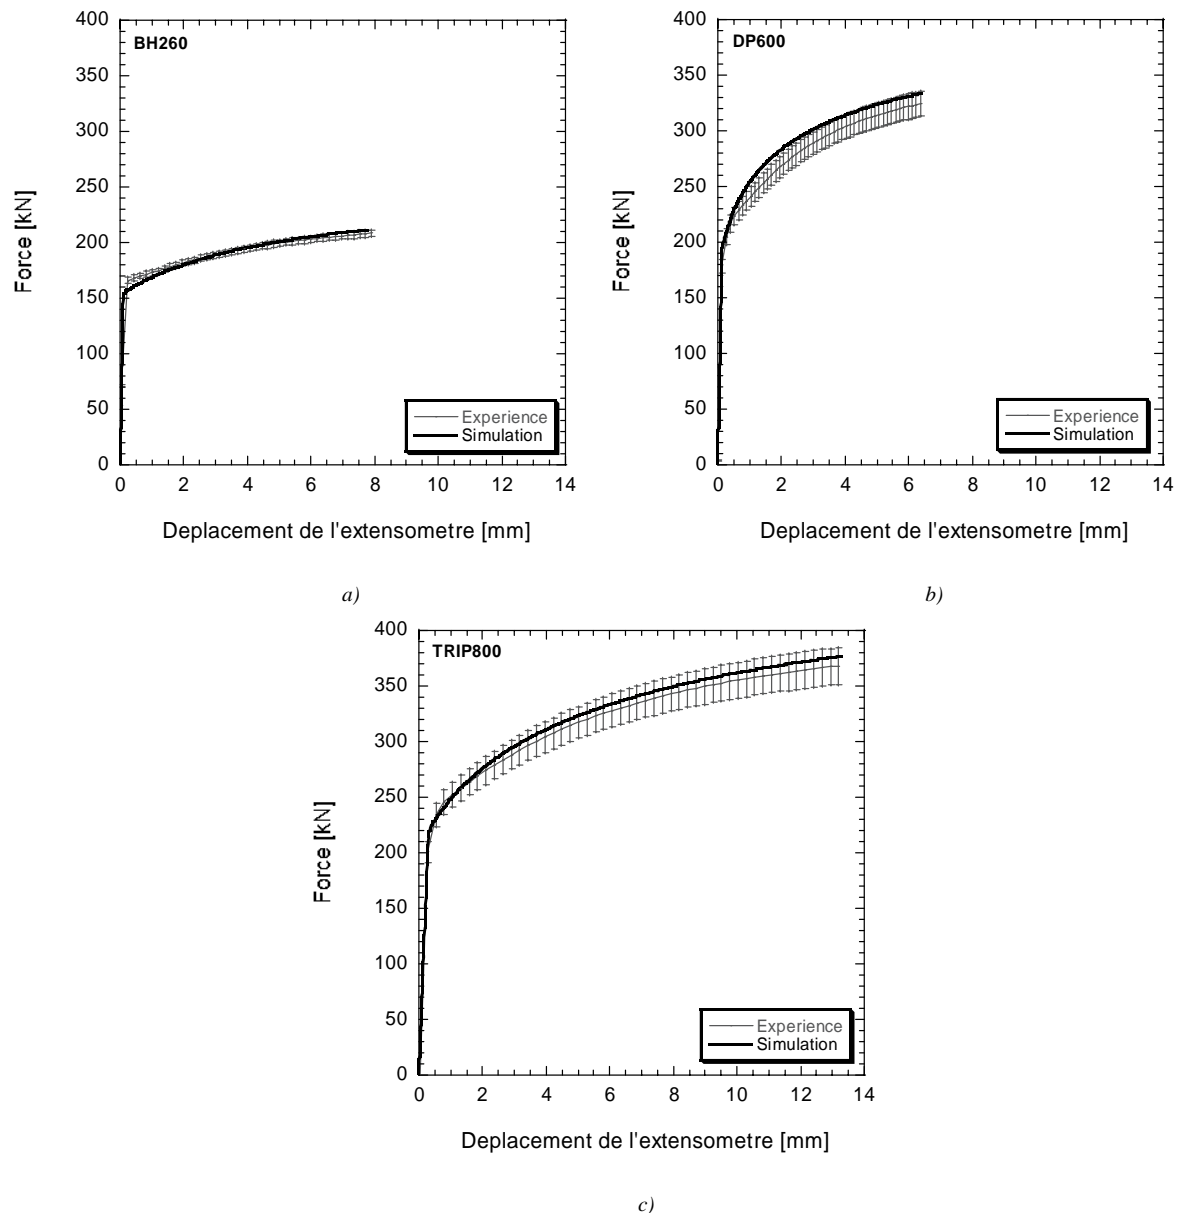 400
350
300
250
200
150
100
50
0
BH260
Force [kN]
Experience
Simulation
0 2 4 6 8 10 12 14
Deplacement de l'extensometre [mm]
a)
400
350
300
250
200
150
100
50
0
DP600
Force [kN]
Experience
Simulation
0 2 4 6 8 10 12 14
Deplacement de l'extensometre [mm]
b)
400
350
300
250
200
150
100
50
0
TRIP800
Force [kN]
Experience
Simulation
0 2 4 6 8 10 12 14
Deplacement de l'extensometre [mm]
c)